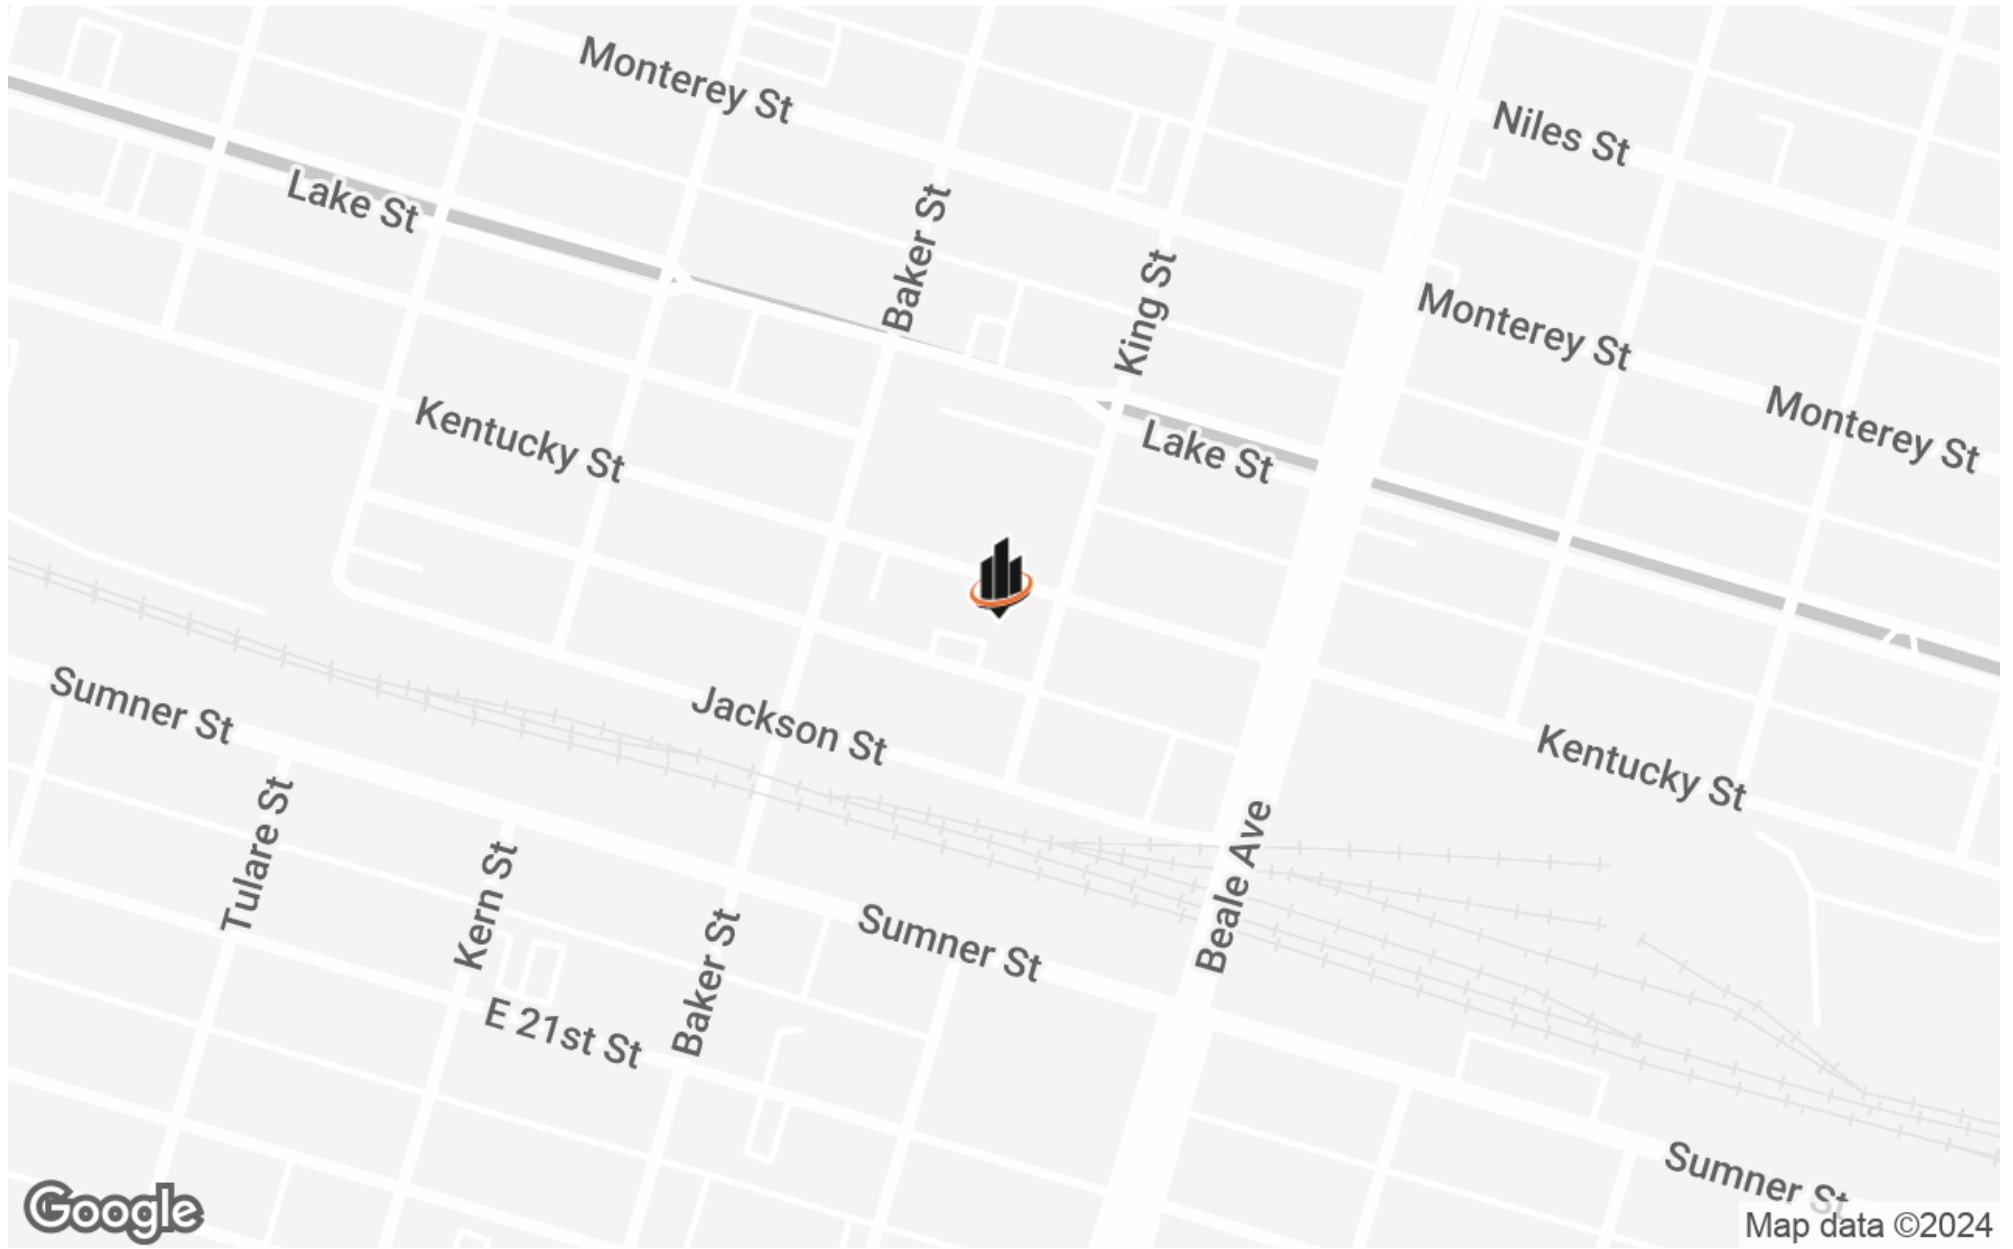 Monterey St
Niles St
Lake St
Baker St
King St
Monterey St
Monterey St
Kentucky St
Lake St
Sumner St
Jackson St
Kentucky St
Tulare St
Kern St
Baker St
Sumner St
Beale Ave
E 21st St
Sumner St
Google
Map data ©2024